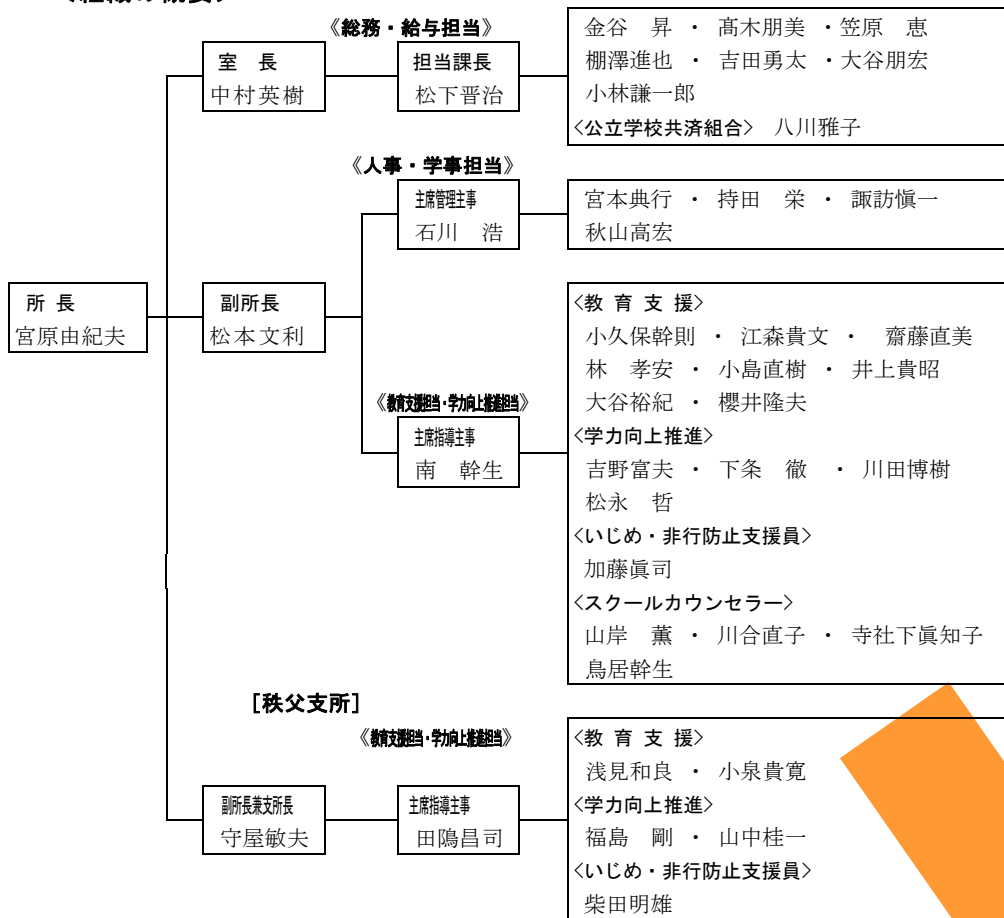 《総務・給与担当》
室 長
中村英樹
担当課長
松下晋治
金谷 昇 ・ 髙木朋美 ・笠原 恵
棚澤進也 ・ 吉田勇太 ・大谷朋宏
小林謙一郎
〈公立学校共済組合〉 八川雅子
《人事・学事担当》
主席管理主事
石川 浩
宮本典行 ・ 持田 栄 ・ 諏訪愼一
秋山高宏
所 長
宮原由紀夫
副所長
松本文利
《教育支援担当・学力向上推進担当》
主席指導主事
南 幹生
〈教 育 支 援〉
小久保幹則 ・ 江森貴文 ・ 齋藤直美
林 孝安 ・ 小島直樹 ・ 井上貴昭
大谷裕紀 ・ 櫻井隆夫
〈学力向上推進〉
吉野富夫 ・ 下条 徹 ・ 川田博樹
松永 哲
〈いじめ・非行防止支援員〉
加藤眞司
〈スクールカウンセラー〉
山岸 薫 ・ 川合直子 ・ 寺社下眞知子
鳥居幹生
[秩父支所]
《教育支援担当・学力向上推進担当》
副所長兼支所長
守屋敏夫
主席指導主事
田鴫昌司
〈教 育 支 援〉
浅見和良 ・ 小泉貴寛
〈学力向上推進〉
福島 剛 ・ 山中桂一
〈いじめ・非行防止支援員〉
柴田明雄